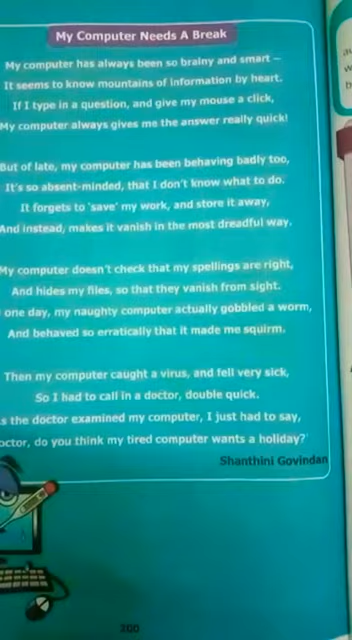 My Computer Needs A Break
My computer has always been so brainy and smart –
It seems to know mountains of information by heart.
If I type in a question, and give my mouse a click,
My computer always gives me the answer really quick!
But of late, my computer has been behaving badly too,
It's so absent-minded, that I don't know what to do.
It forgets to 'save' my work, and store it away,
And instead, makes it vanish in the most dreadful way.
My computer doesn't check that my spellings are right,
And hides my files, so that they vanish from sight.
one day, my naughty computer actually gobbled a worm,
And behaved so erratically that it made me squirm.
Then my computer caught a virus, and fell very sick,
So I had to call in a doctor, double quick.
s the doctor examined my computer, I just had to say,
octor, do you think my tired computer wants a holiday?'
Shanthini Govindan
200